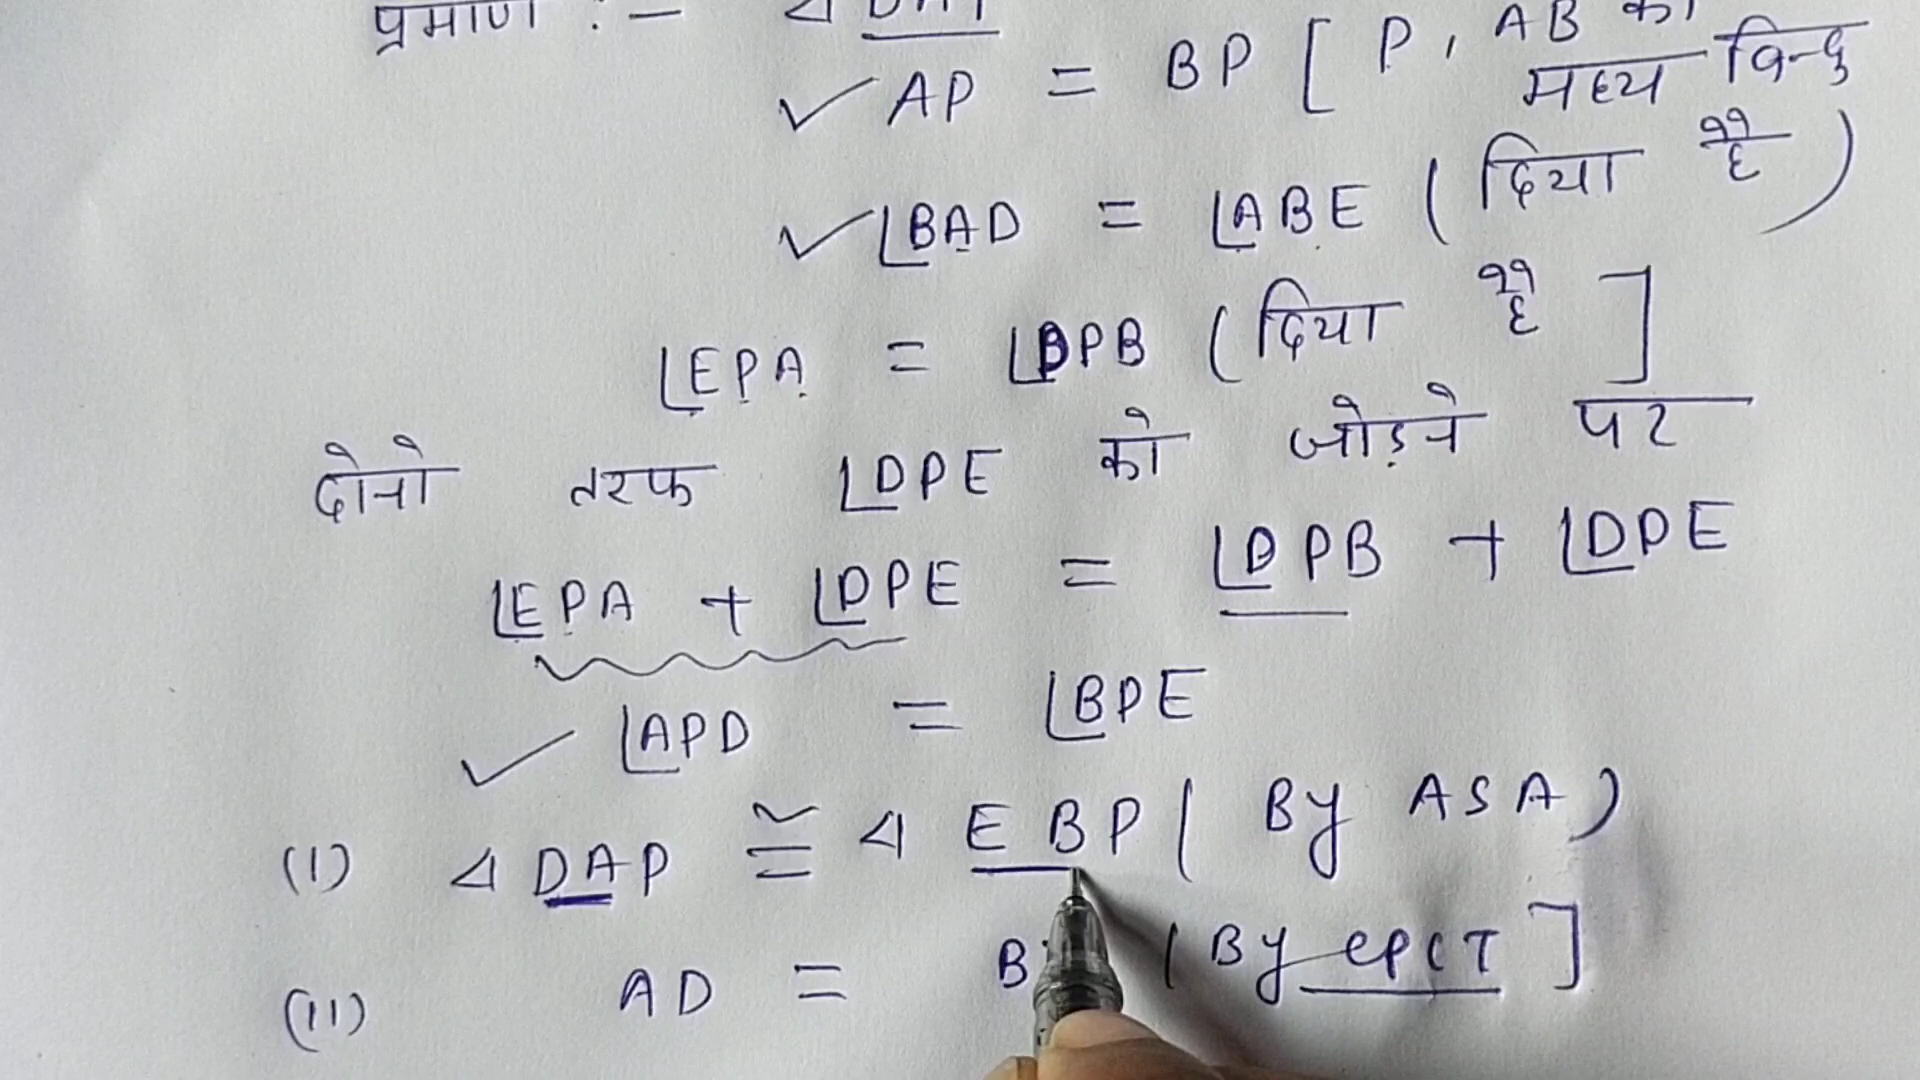 प्रमाण :- ∆ DAP
✓ AP = BP [ P, AB का
मध्य विन्दु
✓ ∠BAD = ∠ABE ( दिया है )
∠EPA = ∠DPB ( दिया है ]
दोनो तरफ ∠DPE को जोड़ने पर
∠EPA + ∠DPE = ∠DPB + ∠DPE
✓ ∠APD = ∠BPE
(I) ∆ DAP ≅ ∆ EBP ( By ASA )
(II) AD = B ( By CPCT ]